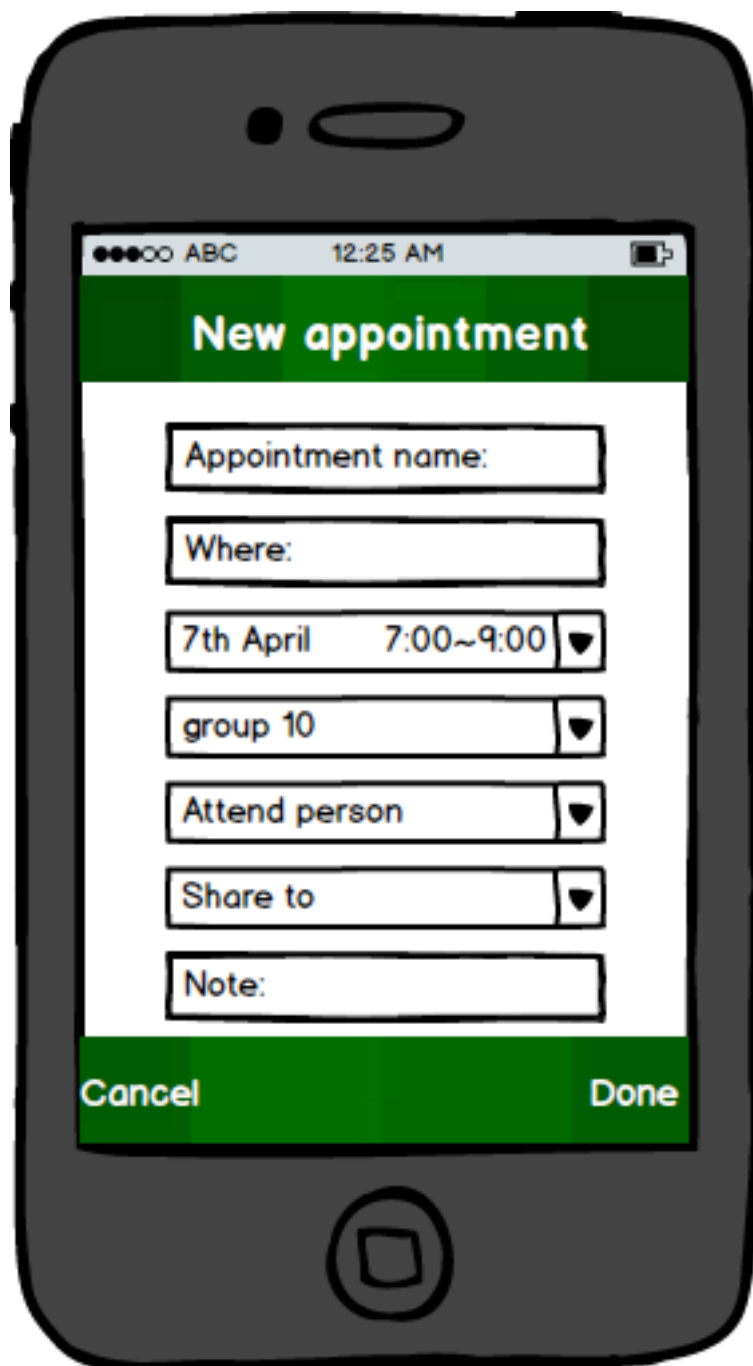 ABC 12:25 AM
New appointment
Appointment name:
Where:
7th April 7:00~9:00
group 10
Attend person
Share to
Note:
Cancel Done